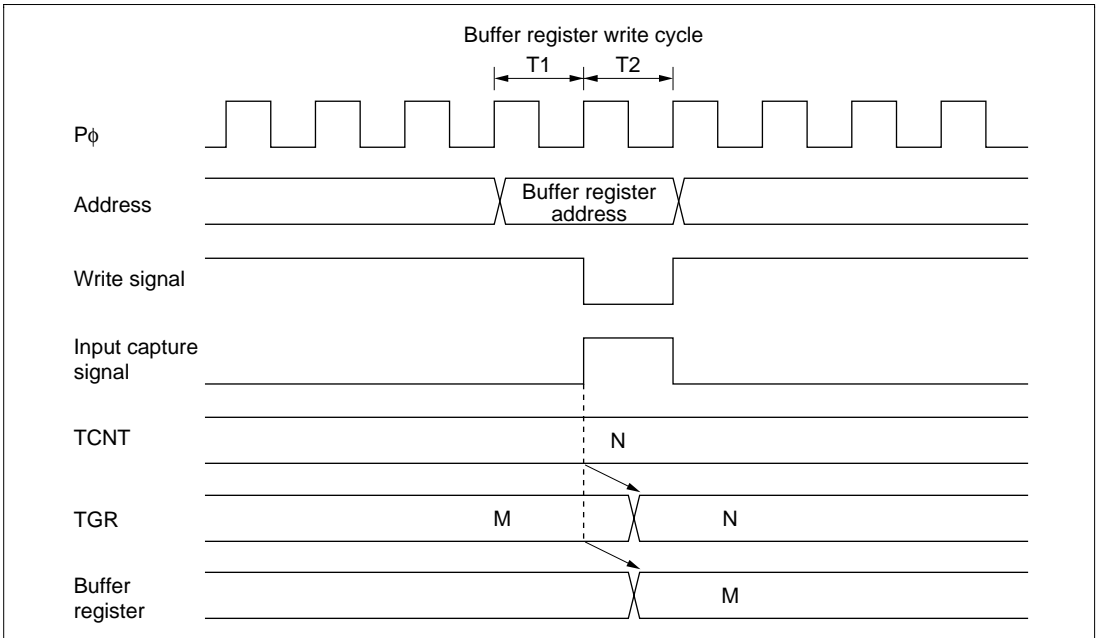 Buffer register write cycle
T1 T2
Pϕ
Address
Buffer register
address
Write signal
Input capture
signal
TCNT
N
TGR
M N
Buffer
register
M